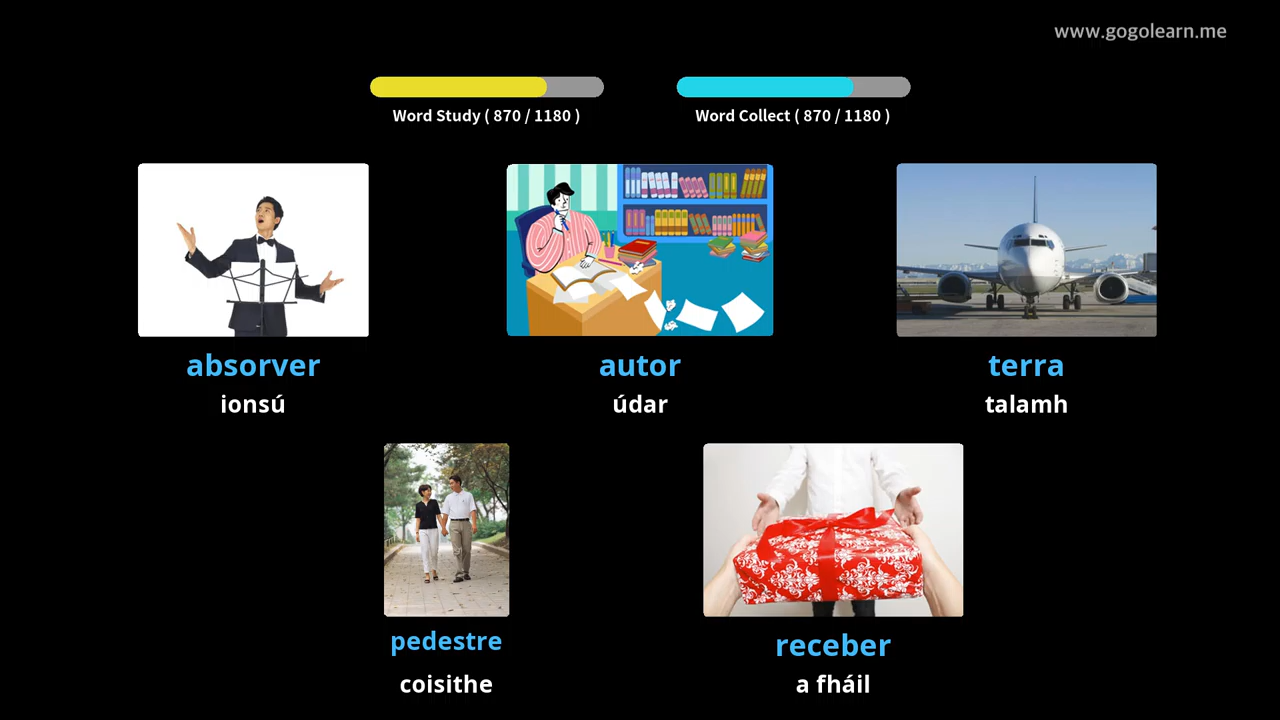 www.gogolearn.me
Word Study ( 870 / 1180 )
Word Collect ( 870 / 1180 )
absorver
ionsú
autor
údar
terra
talamh
pedestre
coisithe
receber
a fháil